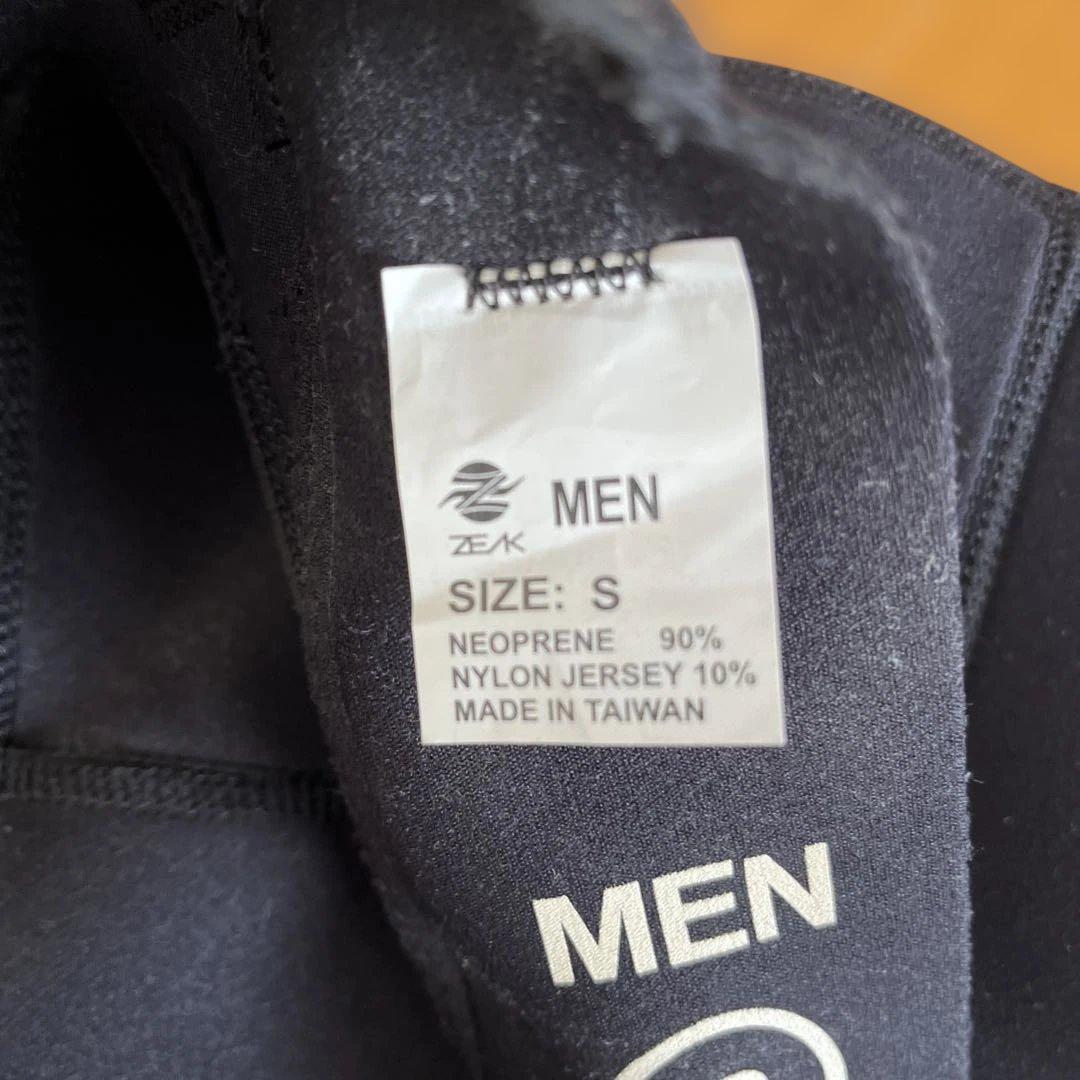 MEN
ZEAK
SIZE: S
NEOPRENE 90%
NYLON JERSEY 10%
MADE IN TAIWAN
MEN